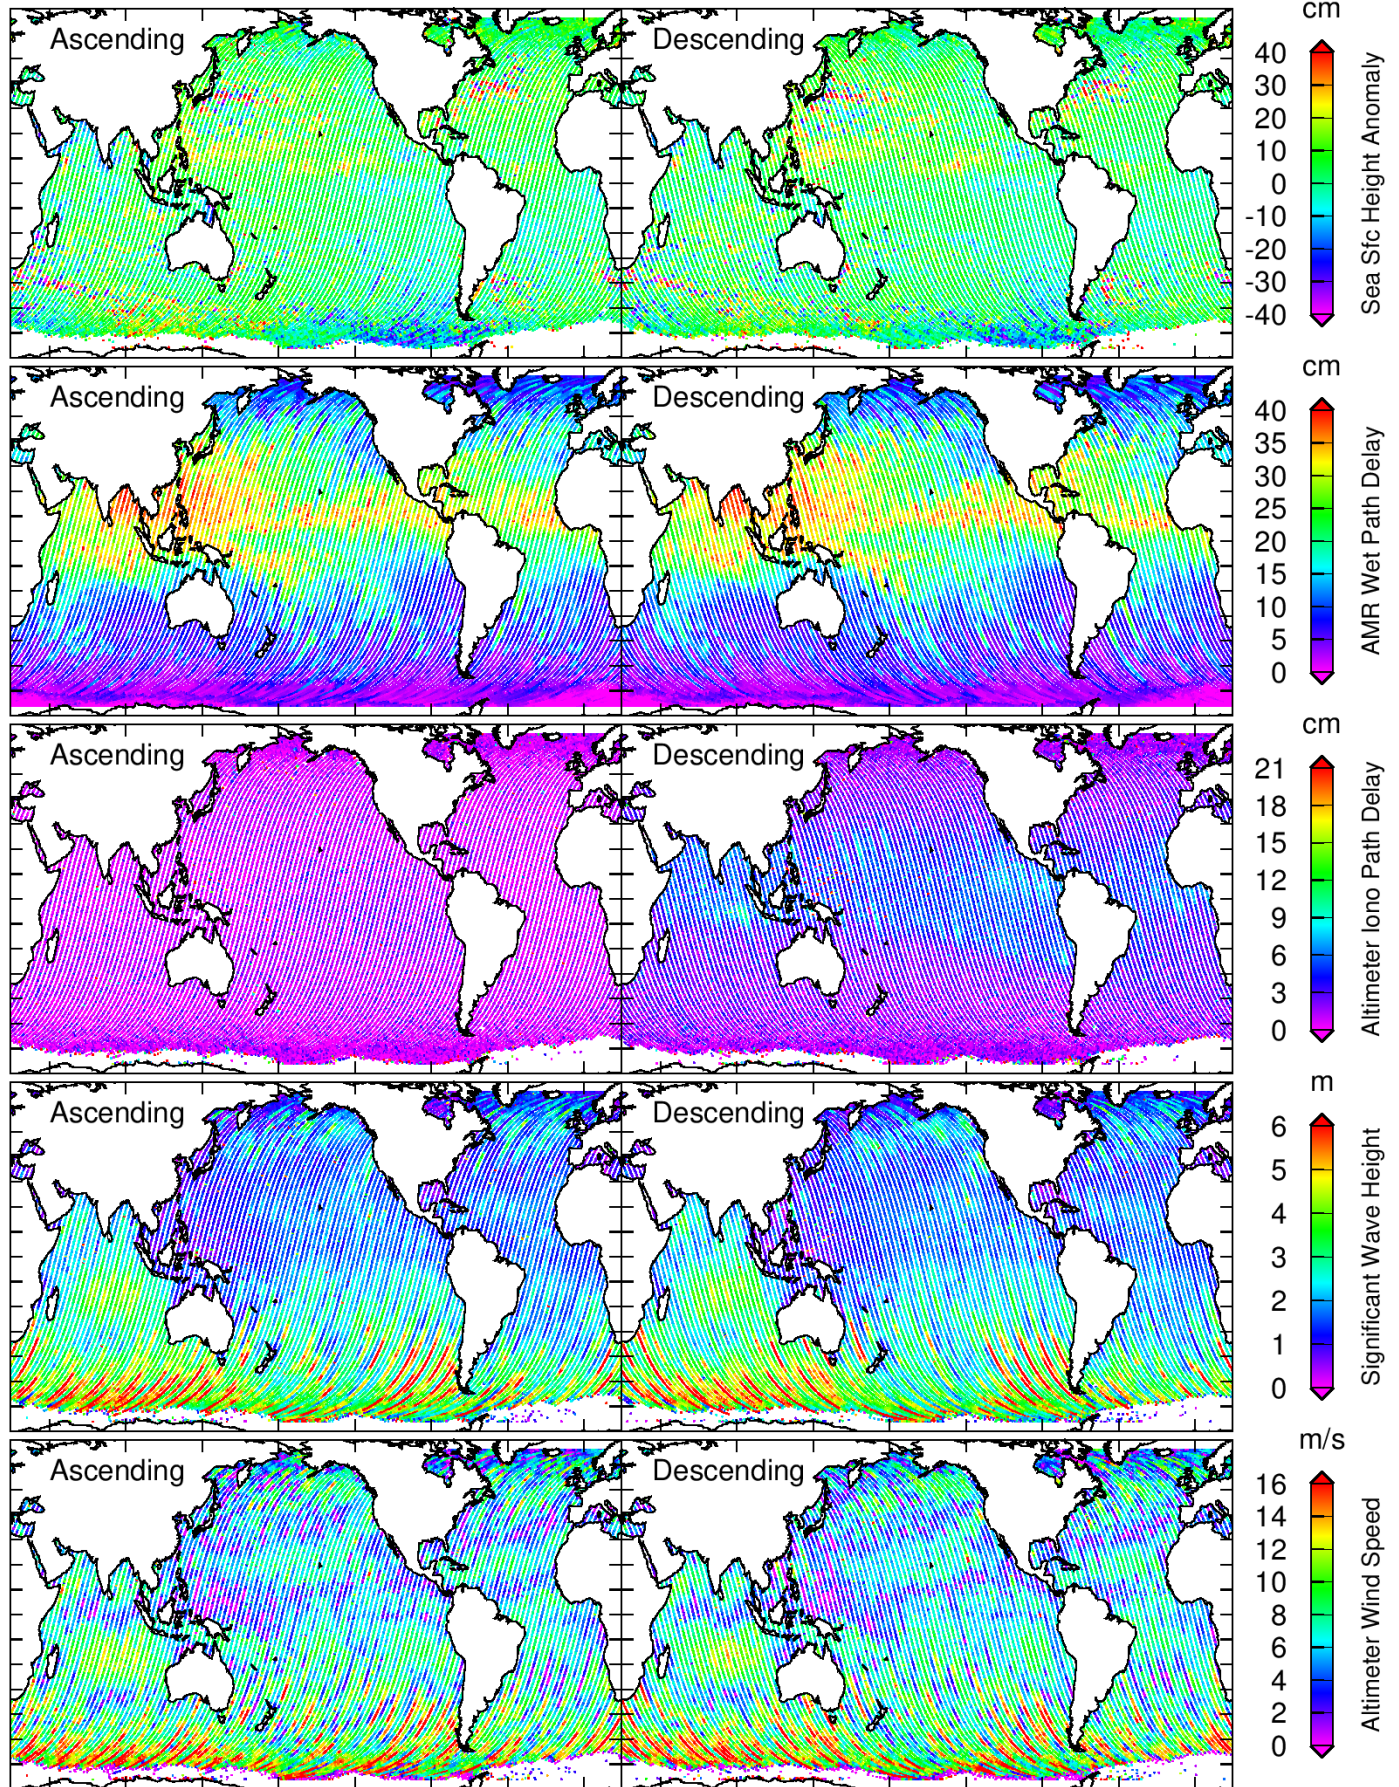 cm
Ascending
Descending
40
30
20
10
0
-10
-20
-30
-40
Sea Sfc Height Anomaly
cm
Ascending
Descending
40
35
30
25
20
15
10
5
0
AMR Wet Path Delay
cm
Ascending
Descending
21
18
15
12
9
6
3
0
Altimeter Iono Path Delay
m
Ascending
Descending
6
5
4
3
2
1
0
Significant Wave Height
m/s
Ascending
Descending
16
14
12
10
8
6
4
2
0
Altimeter Wind Speed